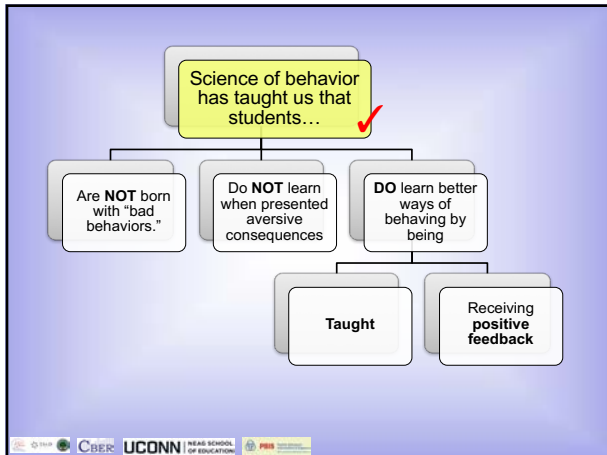 Science of behavior
has taught us that
students…
Are NOT born
with “bad
behaviors.”
Do NOT learn
when presented
aversive
consequences
DO learn better
ways of
behaving by
being
Taught
Receiving
positive
feedback
CBER
UCONN
NEAG SCHOOL
OF EDUCATION
PBIS